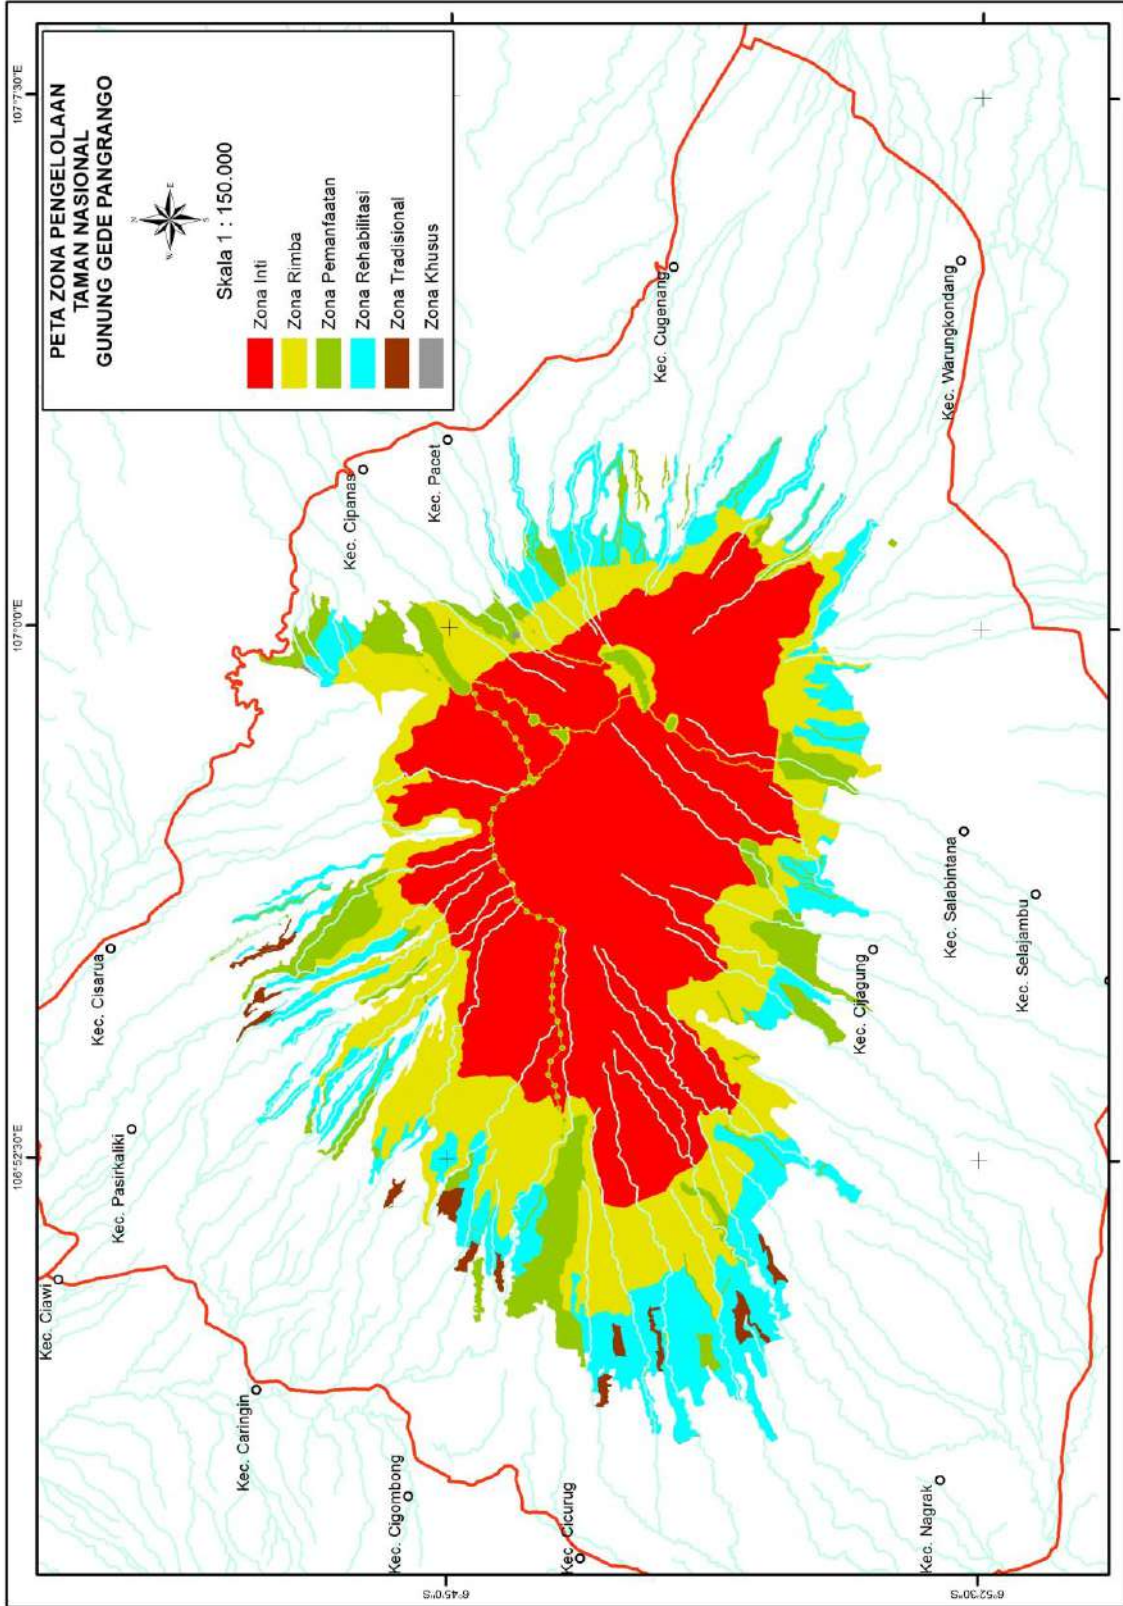 PETA ZONA PENGELOLAAN
TAMAN NASIONAL
GUNUNG GEDE PANGRANGO
N
W
E
S
Skala 1 : 150.000
Zona Inti
Zona Rimba
Zona Pemanfaatan
Zona Rehabilitasi
Zona Tradisional
Zona Khusus
106°52'30"E
107°0'0"E
107°7'30"E
6°45'0"S
6°52'30"S
Kec. Ciawi
Kec. Pasirkaliki
Kec. Cisarua
Kec. Caringin
Kec. Cipanas
Kec. Cigombong
Kec. Pacet
Kec. Cicurug
Kec. Cugenang
Kec. Cijagung
Kec. Nagrak
Kec. Salabintana
Kec. Warungkondang
Kec. Selajambu